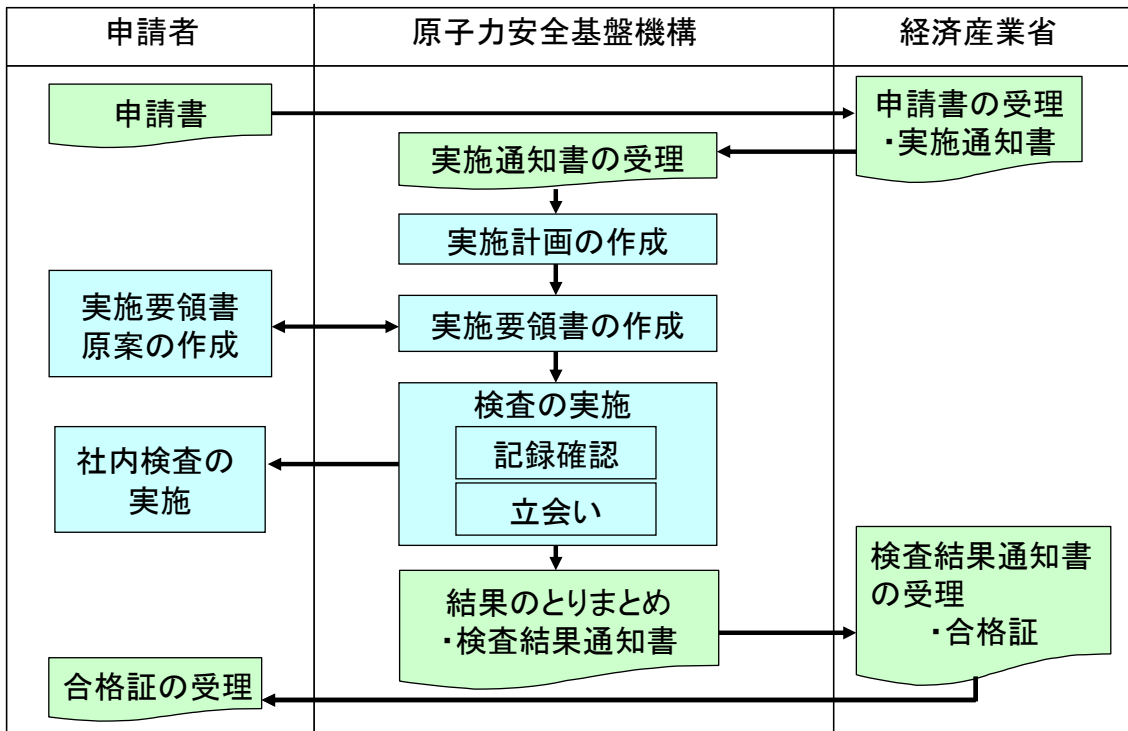 申請者
原子力安全基盤機構
経済産業省
申請書
申請書の受理
・実施通知書
実施通知書の受理
実施計画の作成
実施要領書
原案の作成
実施要領書の作成
検査の実施
記録確認
立会い
社内検査の
実施
結果のとりまとめ
・検査結果通知書
検査結果通知書
の受理
・合格証
合格証の受理